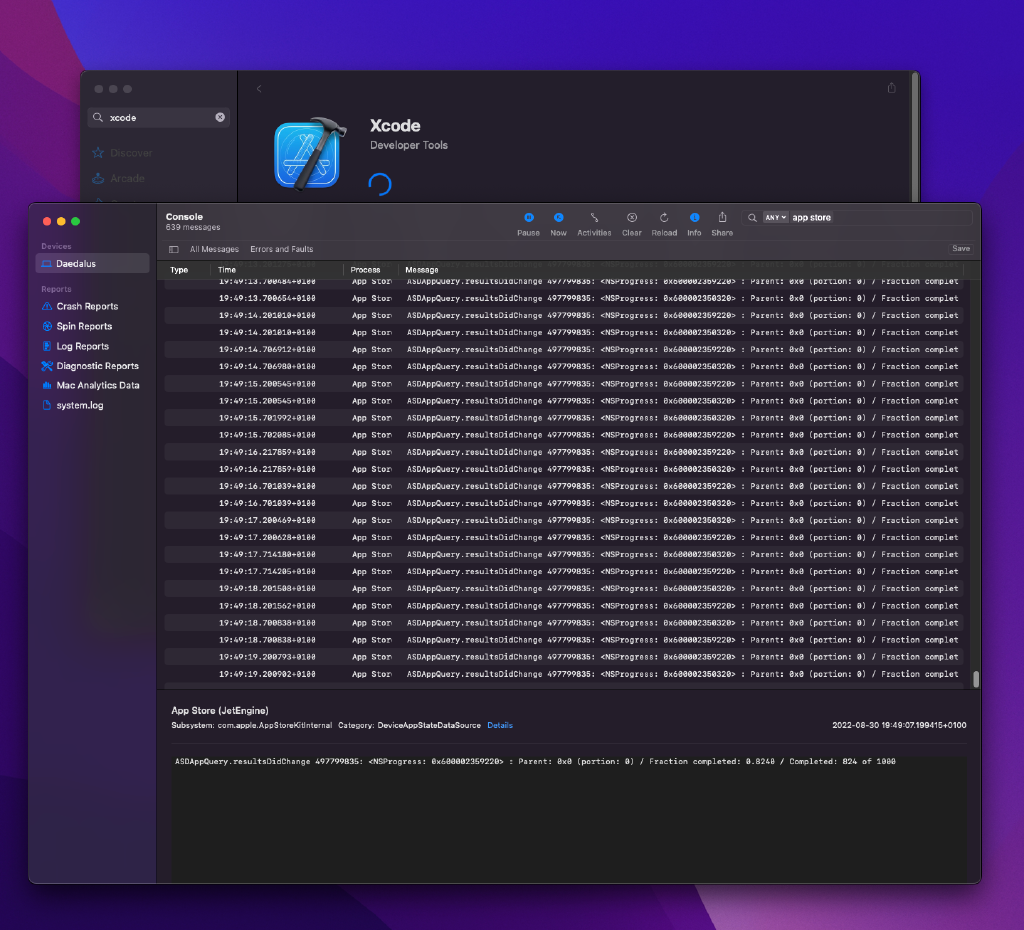 xcode
Discover
Arcade
Xcode
Developer Tools
Console
639 messages
Pause Now Activities Clear Reload Info Share
ANY app store
All Messages Errors and Faults
Save
Devices
Daedalus
Reports
Crash Reports
Spin Reports
Log Reports
Diagnostic Reports
Mac Analytics Data
system.log
Type Time Process Message
19:49:13.700484+0100 App Stor ASDAppQuery.resultsDidChange 497799835: <NSProgress: 0x600002359220> : Parent: 0x0 (portion: 0) / Fraction complet
19:49:13.700654+0100 App Stor ASDAppQuery.resultsDidChange 497799835: <NSProgress: 0x600002350320> : Parent: 0x0 (portion: 0) / Fraction complet
19:49:14.201010+0100 App Stor ASDAppQuery.resultsDidChange 497799835: <NSProgress: 0x600002359220> : Parent: 0x0 (portion: 0) / Fraction complet
19:49:14.201010+0100 App Stor ASDAppQuery.resultsDidChange 497799835: <NSProgress: 0x600002350320> : Parent: 0x0 (portion: 0) / Fraction complet
19:49:14.706912+0100 App Stor ASDAppQuery.resultsDidChange 497799835: <NSProgress: 0x600002359220> : Parent: 0x0 (portion: 0) / Fraction complet
19:49:14.706980+0100 App Stor ASDAppQuery.resultsDidChange 497799835: <NSProgress: 0x600002350320> : Parent: 0x0 (portion: 0) / Fraction complet
19:49:15.200545+0100 App Stor ASDAppQuery.resultsDidChange 497799835: <NSProgress: 0x600002359220> : Parent: 0x0 (portion: 0) / Fraction complet
19:49:15.200545+0100 App Stor ASDAppQuery.resultsDidChange 497799835: <NSProgress: 0x600002350320> : Parent: 0x0 (portion: 0) / Fraction complet
19:49:15.701992+0100 App Stor ASDAppQuery.resultsDidChange 497799835: <NSProgress: 0x600002350320> : Parent: 0x0 (portion: 0) / Fraction complet
19:49:15.702085+0100 App Stor ASDAppQuery.resultsDidChange 497799835: <NSProgress: 0x600002359220> : Parent: 0x0 (portion: 0) / Fraction complet
19:49:16.217859+0100 App Stor ASDAppQuery.resultsDidChange 497799835: <NSProgress: 0x600002359220> : Parent: 0x0 (portion: 0) / Fraction complet
19:49:16.217859+0100 App Stor ASDAppQuery.resultsDidChange 497799835: <NSProgress: 0x600002350320> : Parent: 0x0 (portion: 0) / Fraction complet
19:49:16.701039+0100 App Stor ASDAppQuery.resultsDidChange 497799835: <NSProgress: 0x600002359220> : Parent: 0x0 (portion: 0) / Fraction complet
19:49:16.701039+0100 App Stor ASDAppQuery.resultsDidChange 497799835: <NSProgress: 0x600002350320> : Parent: 0x0 (portion: 0) / Fraction complet
19:49:17.200469+0100 App Stor ASDAppQuery.resultsDidChange 497799835: <NSProgress: 0x600002350320> : Parent: 0x0 (portion: 0) / Fraction complet
19:49:17.200628+0100 App Stor ASDAppQuery.resultsDidChange 497799835: <NSProgress: 0x600002359220> : Parent: 0x0 (portion: 0) / Fraction complet
19:49:17.714180+0100 App Stor ASDAppQuery.resultsDidChange 497799835: <NSProgress: 0x600002350320> : Parent: 0x0 (portion: 0) / Fraction complet
19:49:17.714205+0100 App Stor ASDAppQuery.resultsDidChange 497799835: <NSProgress: 0x600002359220> : Parent: 0x0 (portion: 0) / Fraction complet
19:49:18.201508+0100 App Stor ASDAppQuery.resultsDidChange 497799835: <NSProgress: 0x600002350320> : Parent: 0x0 (portion: 0) / Fraction complet
19:49:18.201562+0100 App Stor ASDAppQuery.resultsDidChange 497799835: <NSProgress: 0x600002359220> : Parent: 0x0 (portion: 0) / Fraction complet
19:49:18.700838+0100 App Stor ASDAppQuery.resultsDidChange 497799835: <NSProgress: 0x600002350320> : Parent: 0x0 (portion: 0) / Fraction complet
19:49:18.700838+0100 App Stor ASDAppQuery.resultsDidChange 497799835: <NSProgress: 0x600002359220> : Parent: 0x0 (portion: 0) / Fraction complet
19:49:19.200793+0100 App Stor ASDAppQuery.resultsDidChange 497799835: <NSProgress: 0x600002359220> : Parent: 0x0 (portion: 0) / Fraction complet
19:49:19.200902+0100 App Stor ASDAppQuery.resultsDidChange 497799835: <NSProgress: 0x600002350320> : Parent: 0x0 (portion: 0) / Fraction complet
App Store (JetEngine)
Subsystem: com.apple.AppStoreKitInternal Category: DeviceAppStateDataSource Details 2022-08-30 19:49:07.199415+0100
ASDAppQuery.resultsDidChange 497799835: <NSProgress: 0x600002359220> : Parent: 0x0 (portion: 0) / Fraction completed: 0.8240 / Completed: 824 of 1000